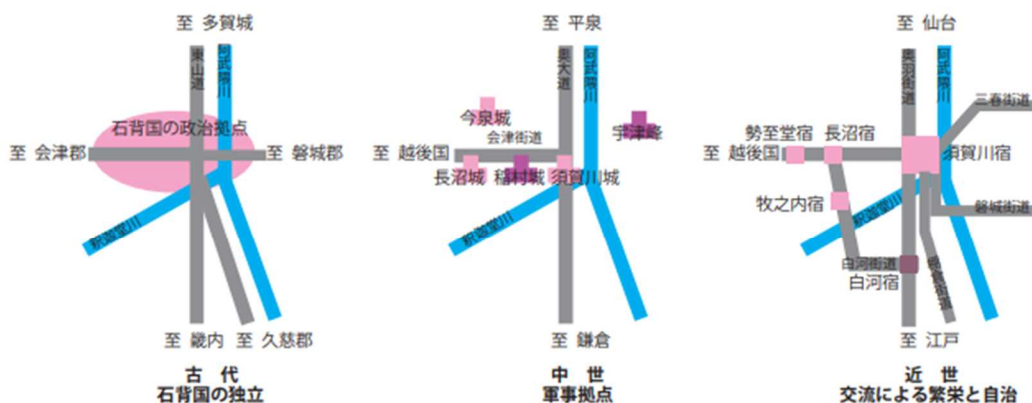 至 多賀城
東山道
阿武隈川
石背国の政治拠点
至 会津郡
至 磐城郡
釈迦堂川
至 畿内
至 久慈郡
古 代
石背国の独立
至 平泉
奥大道
阿武隈川
今泉城
宇津峰
会津街道
至 越後国
長沼城
稲村城
須賀川城
釈迦堂川
至 鎌倉
中 世
軍事拠点
至 仙台
奥羽街道
阿武隈川
三春街道
勢至堂宿
長沼宿
至 越後国
須賀川宿
牧之内宿
磐城街道
釈迦堂川
白河街道
白河宿
棚倉街道
至 江戸
近 世
交流による繁栄と自治